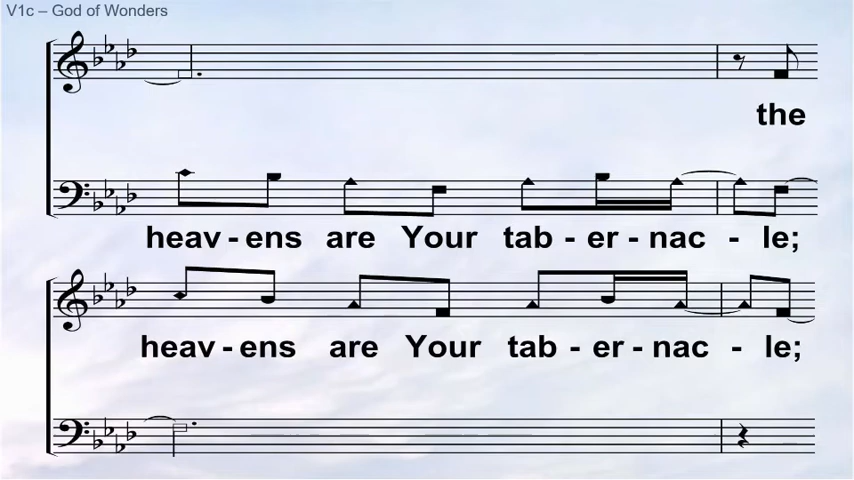 V1c – God of Wonders
the
heav - ens are Your tab - er - nac - le;
heav - ens are Your tab - er - nac - le;